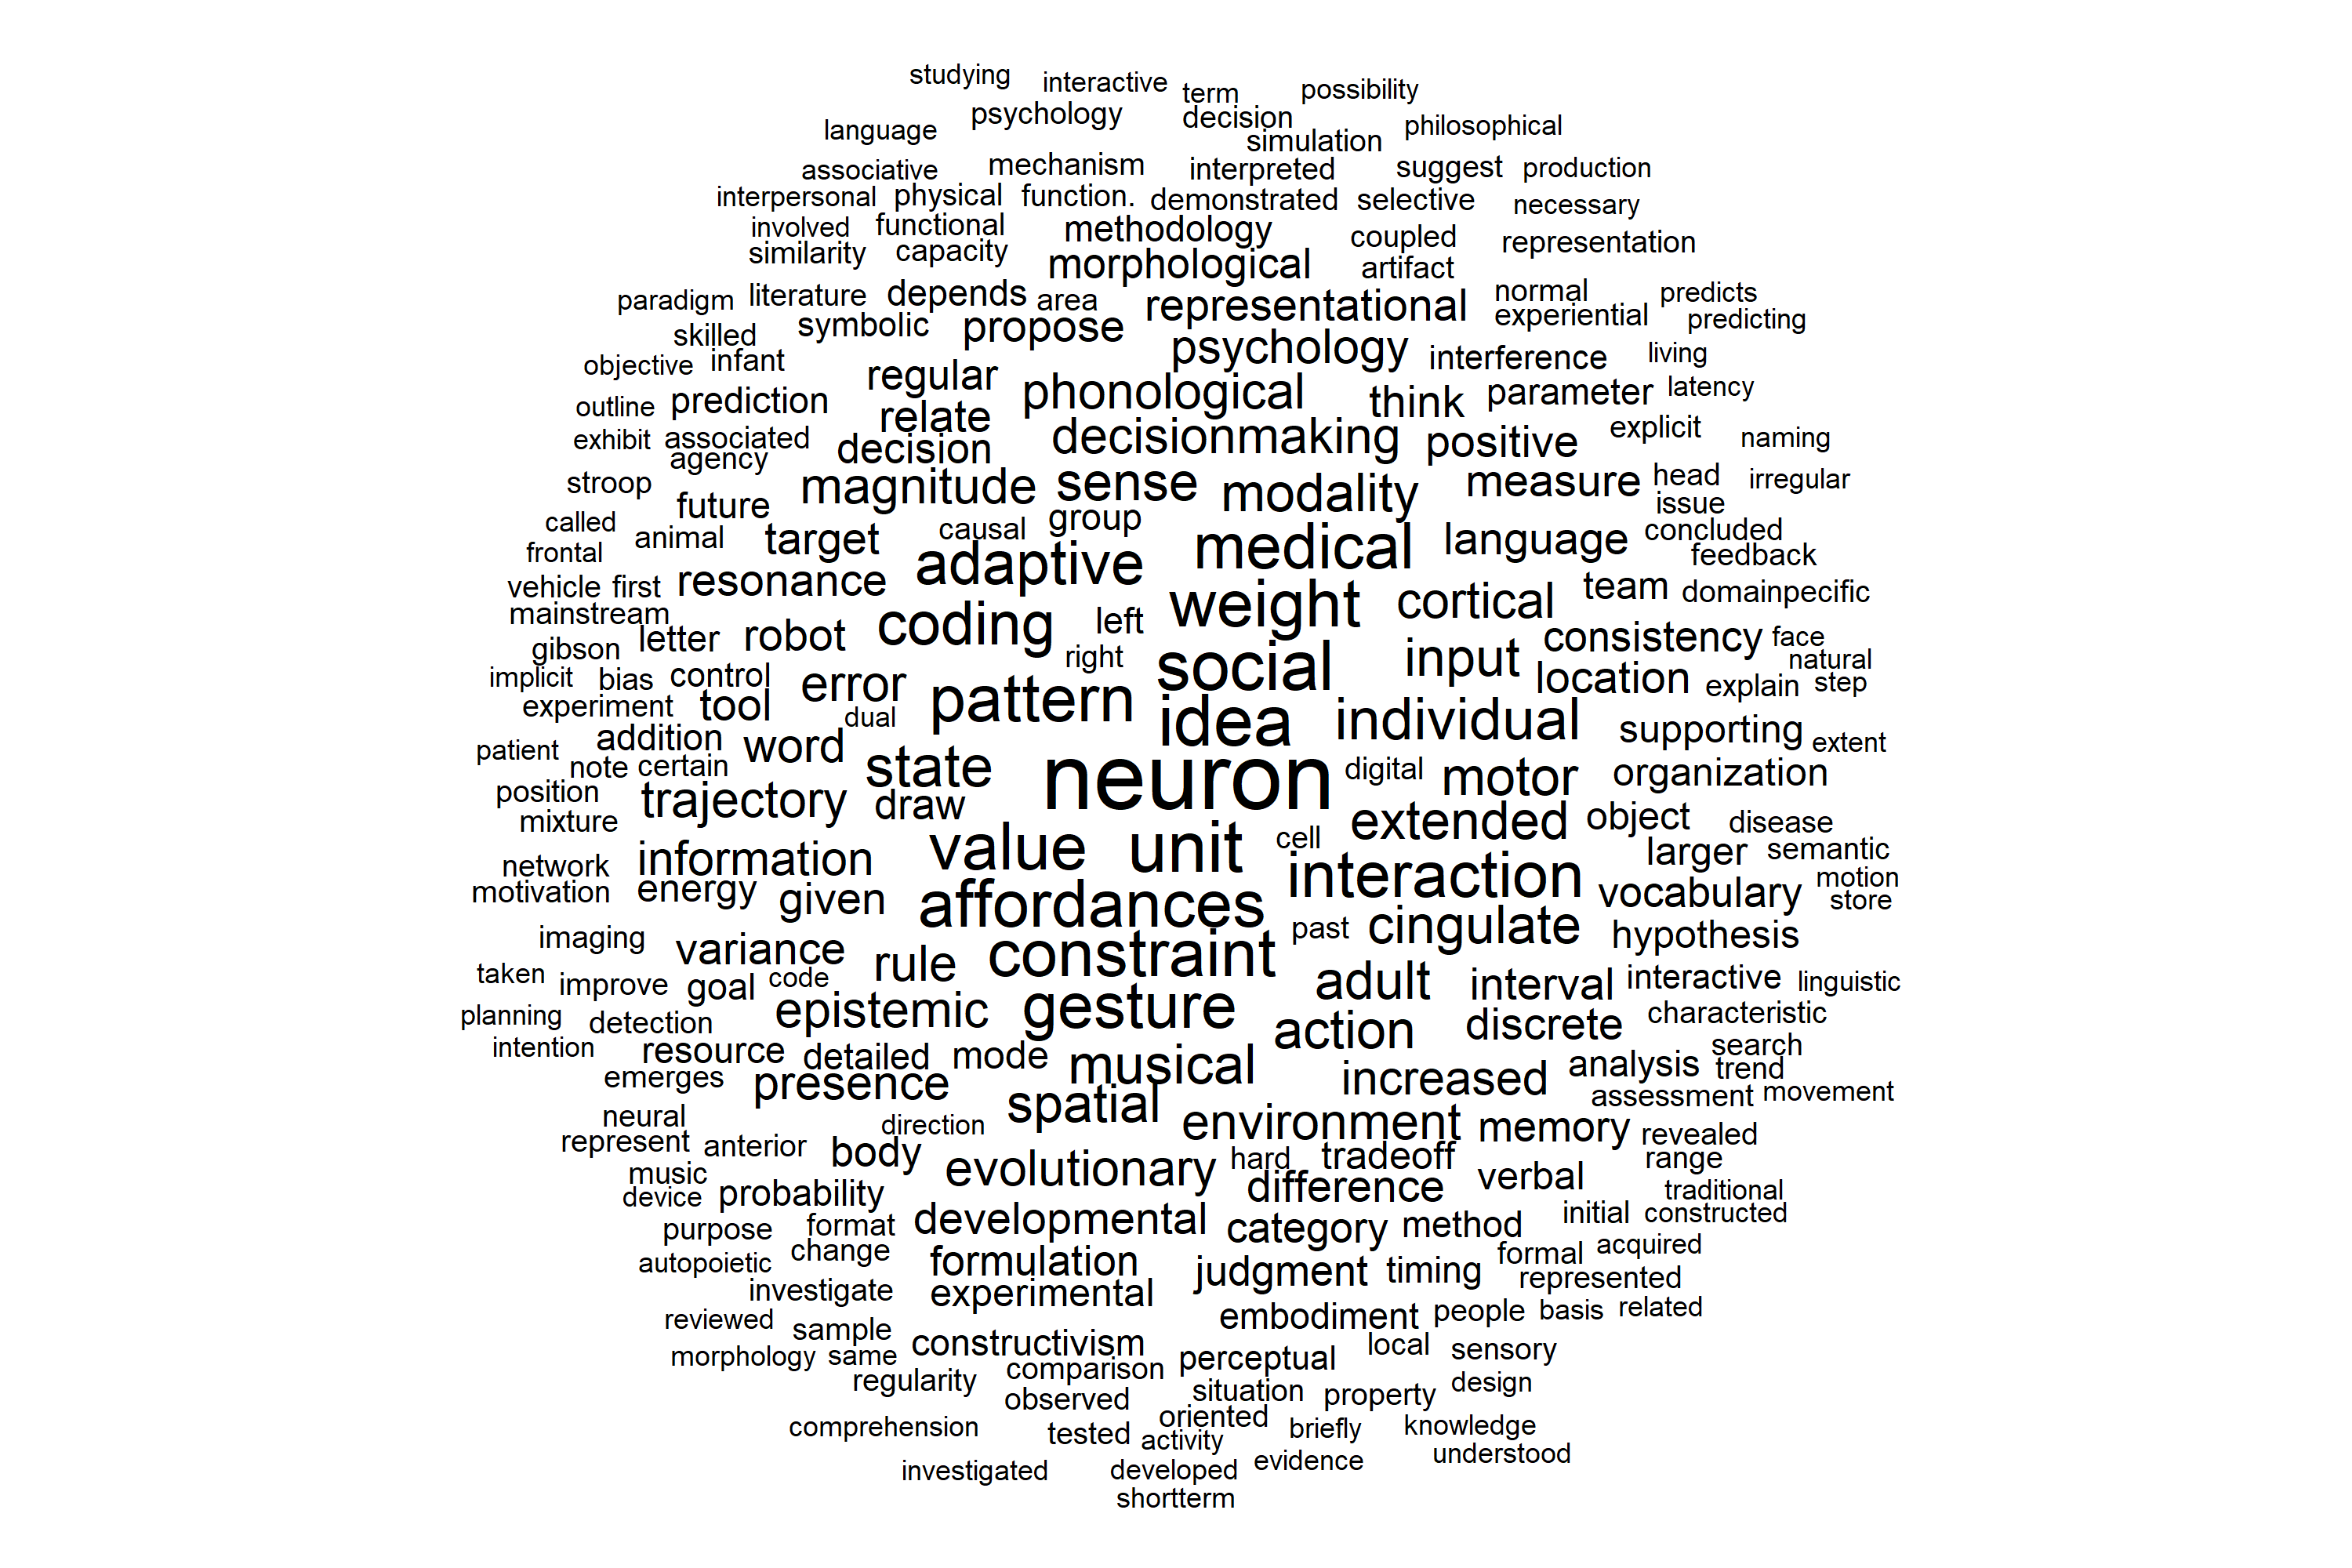 studying interactive term possibility
psychology decision
language simulation philosophical
associative mechanism interpreted suggest production
interpersonal physical function. demonstrated selective necessary
involved functional methodology coupled representation
similarity capacity morphological artifact
paradigm literature depends area representational normal predicts
skilled symbolic propose experiential predicting
objective infant psychology interference living
outline prediction regular phonological think parameter latency
exhibit associated relate decisionmaking positive explicit naming
agency decision
stroop future magnitude sense modality measure head irregular
called causal group issue
frontal animal target adaptive medical language concluded
feedback
vehicle first resonance weight cortical team domainpecific
mainstream coding left
gibson letter robot right social input consistency face
implicit bias control error location explain natural step
experiment tool dual pattern idea individual
patient addition word supporting extent
note certain state neuron digital motor organization
position trajectory draw
mixture extended object disease
network information value unit cell larger semantic
motivation energy given affordances interaction vocabulary motion
store
imaging variance constraint past cingulate hypothesis
taken improve goal code rule adult interval interactive linguistic
planning detection epistemic gesture action discrete characteristic
intention resource detailed mode musical search
emerges presence increased analysis trend
assessment movement
neural spatial direction environment memory revealed
represent anterior body evolutionary hard tradeoff range
music verbal
device probability difference traditional
purpose format developmental category method initial constructed
autopoietic change formulation judgment timing formal acquired
investigate experimental represented
reviewed sample embodiment people basis related
morphology same constructivism perceptual local sensory
regularity comparison situation property design
observed
comprehension tested oriented briefly knowledge
activity evidence understood
investigated developed
shortterm